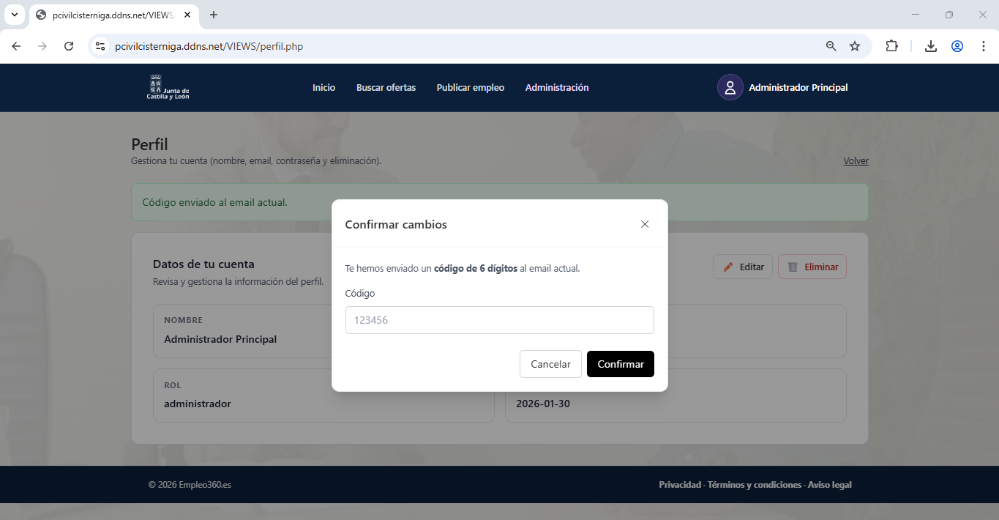 pcivilcisterniga.ddns.net/VIEWS
pcivilcisterniga.ddns.net/VIEWS/perfil.php
Junta de
Castilla y León
Inicio
Buscar ofertas
Publicar empleo
Administración
Administrador Principal
Perfil
Gestiona tu cuenta (nombre, email, contraseña y eliminación).
Volver
Código enviado al email actual.
Confirmar cambios
Te hemos enviado un código de 6 dígitos al email actual.
Código
123456
Cancelar
Confirmar
Datos de tu cuenta
Revisa y gestiona la información del perfil.
Editar
Eliminar
NOMBRE
Administrador Principal
ROL
administrador
2026-01-30
© 2026 Empleo360.es
Privacidad · Términos y condiciones · Aviso legal